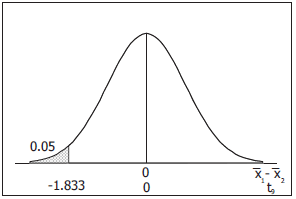 0.05
0 x̄₁ - x̄₂
-1.833 0 t₉